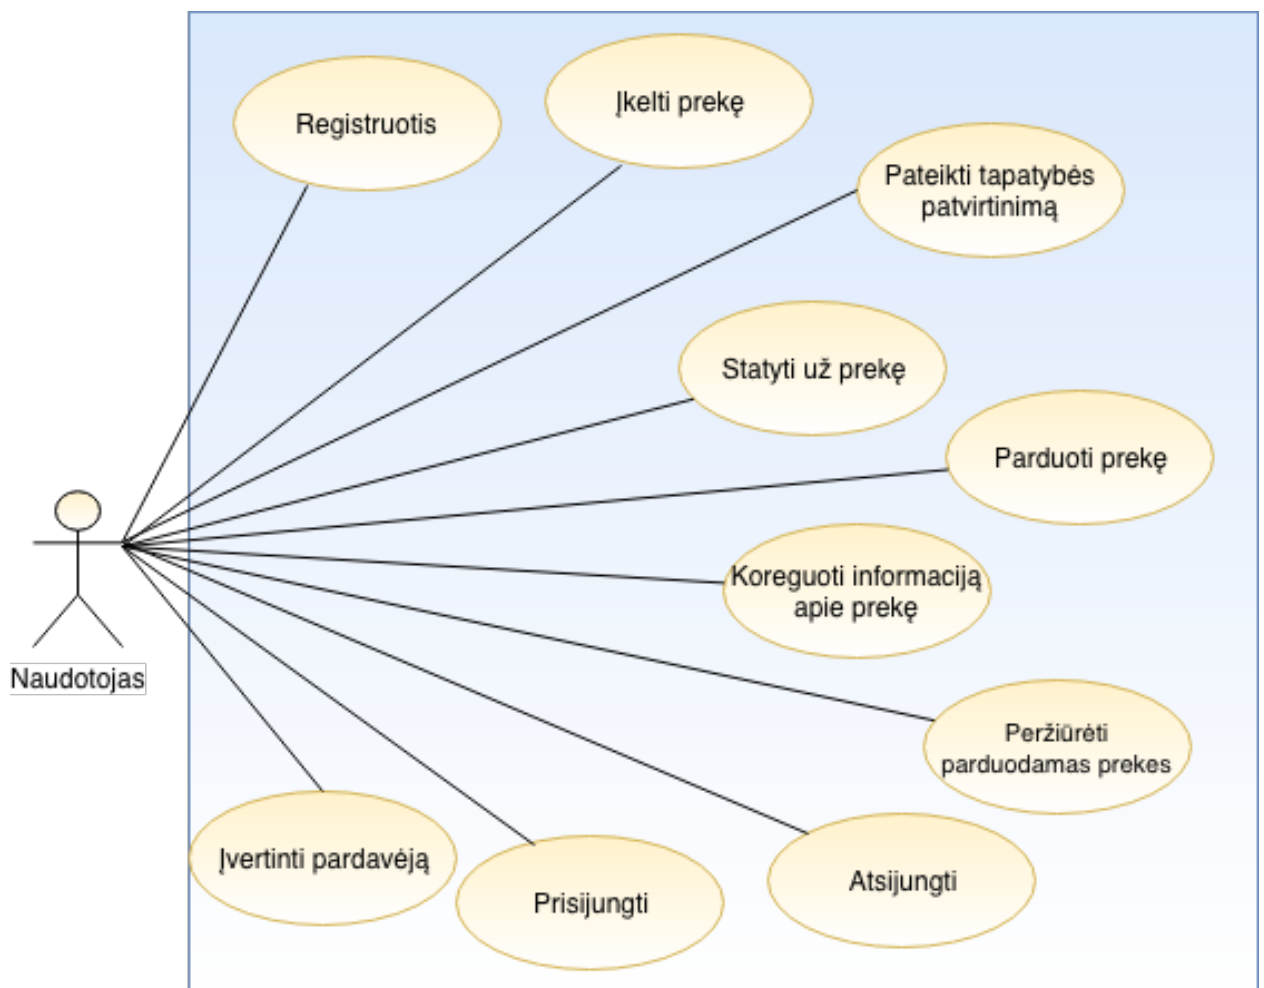 Registruotis
Įkelti prekę
Pateikti tapatybės
patvirtinimą
Statyti už prekę
Parduoti prekę
Koreguoti informaciją
apie prekę
Naudotojas
Peržiūrėti
parduodamas prekes
Įvertinti pardavėją
Prisijungti
Atsijungti